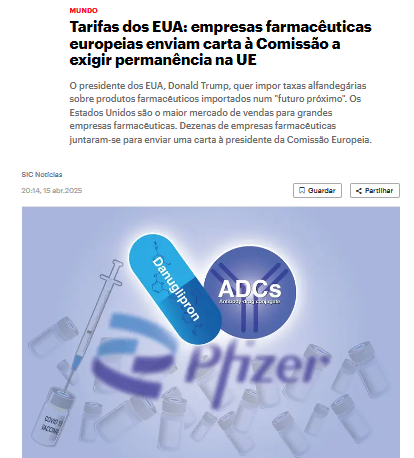 MUNDO
Tarifas dos EUA: empresas farmacêuticas
europeias enviam carta à Comissão a
exigir permanência na UE
O presidente dos EUA, Donald Trump, quer impor taxas alfandegárias
sobre produtos farmacêuticos importados num "futuro próximo". Os
Estados Unidos são o maior mercado de vendas para grandes
empresas farmacêuticas. Dezenas de empresas farmacêuticas
juntaram-se para enviar uma carta à presidente da Comissão Europeia.
SIC Notícias
20:14, 15 abr.2025
Guardar
Partilhar
Danuglipron
ADCs
Antibody-drug conjugate
Pfizer
COVID 19
VACCINE